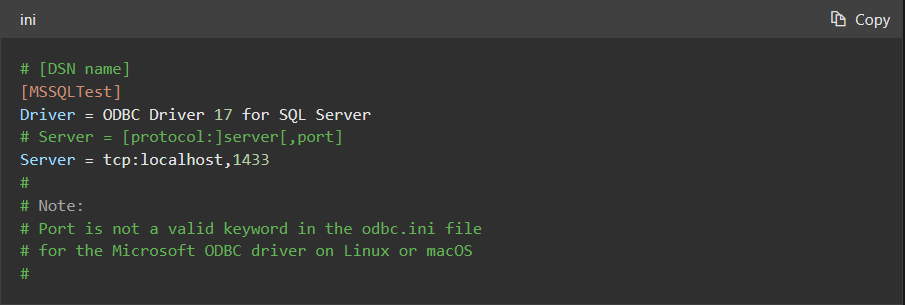 ini
Copy
# [DSN name]
[MSSQLTest]
Driver = ODBC Driver 17 for SQL Server
# Server = [protocol:]server[,port]
Server = tcp:localhost,1433
#
# Note:
# Port is not a valid keyword in the odbc.ini file
# for the Microsoft ODBC driver on Linux or macOS
#